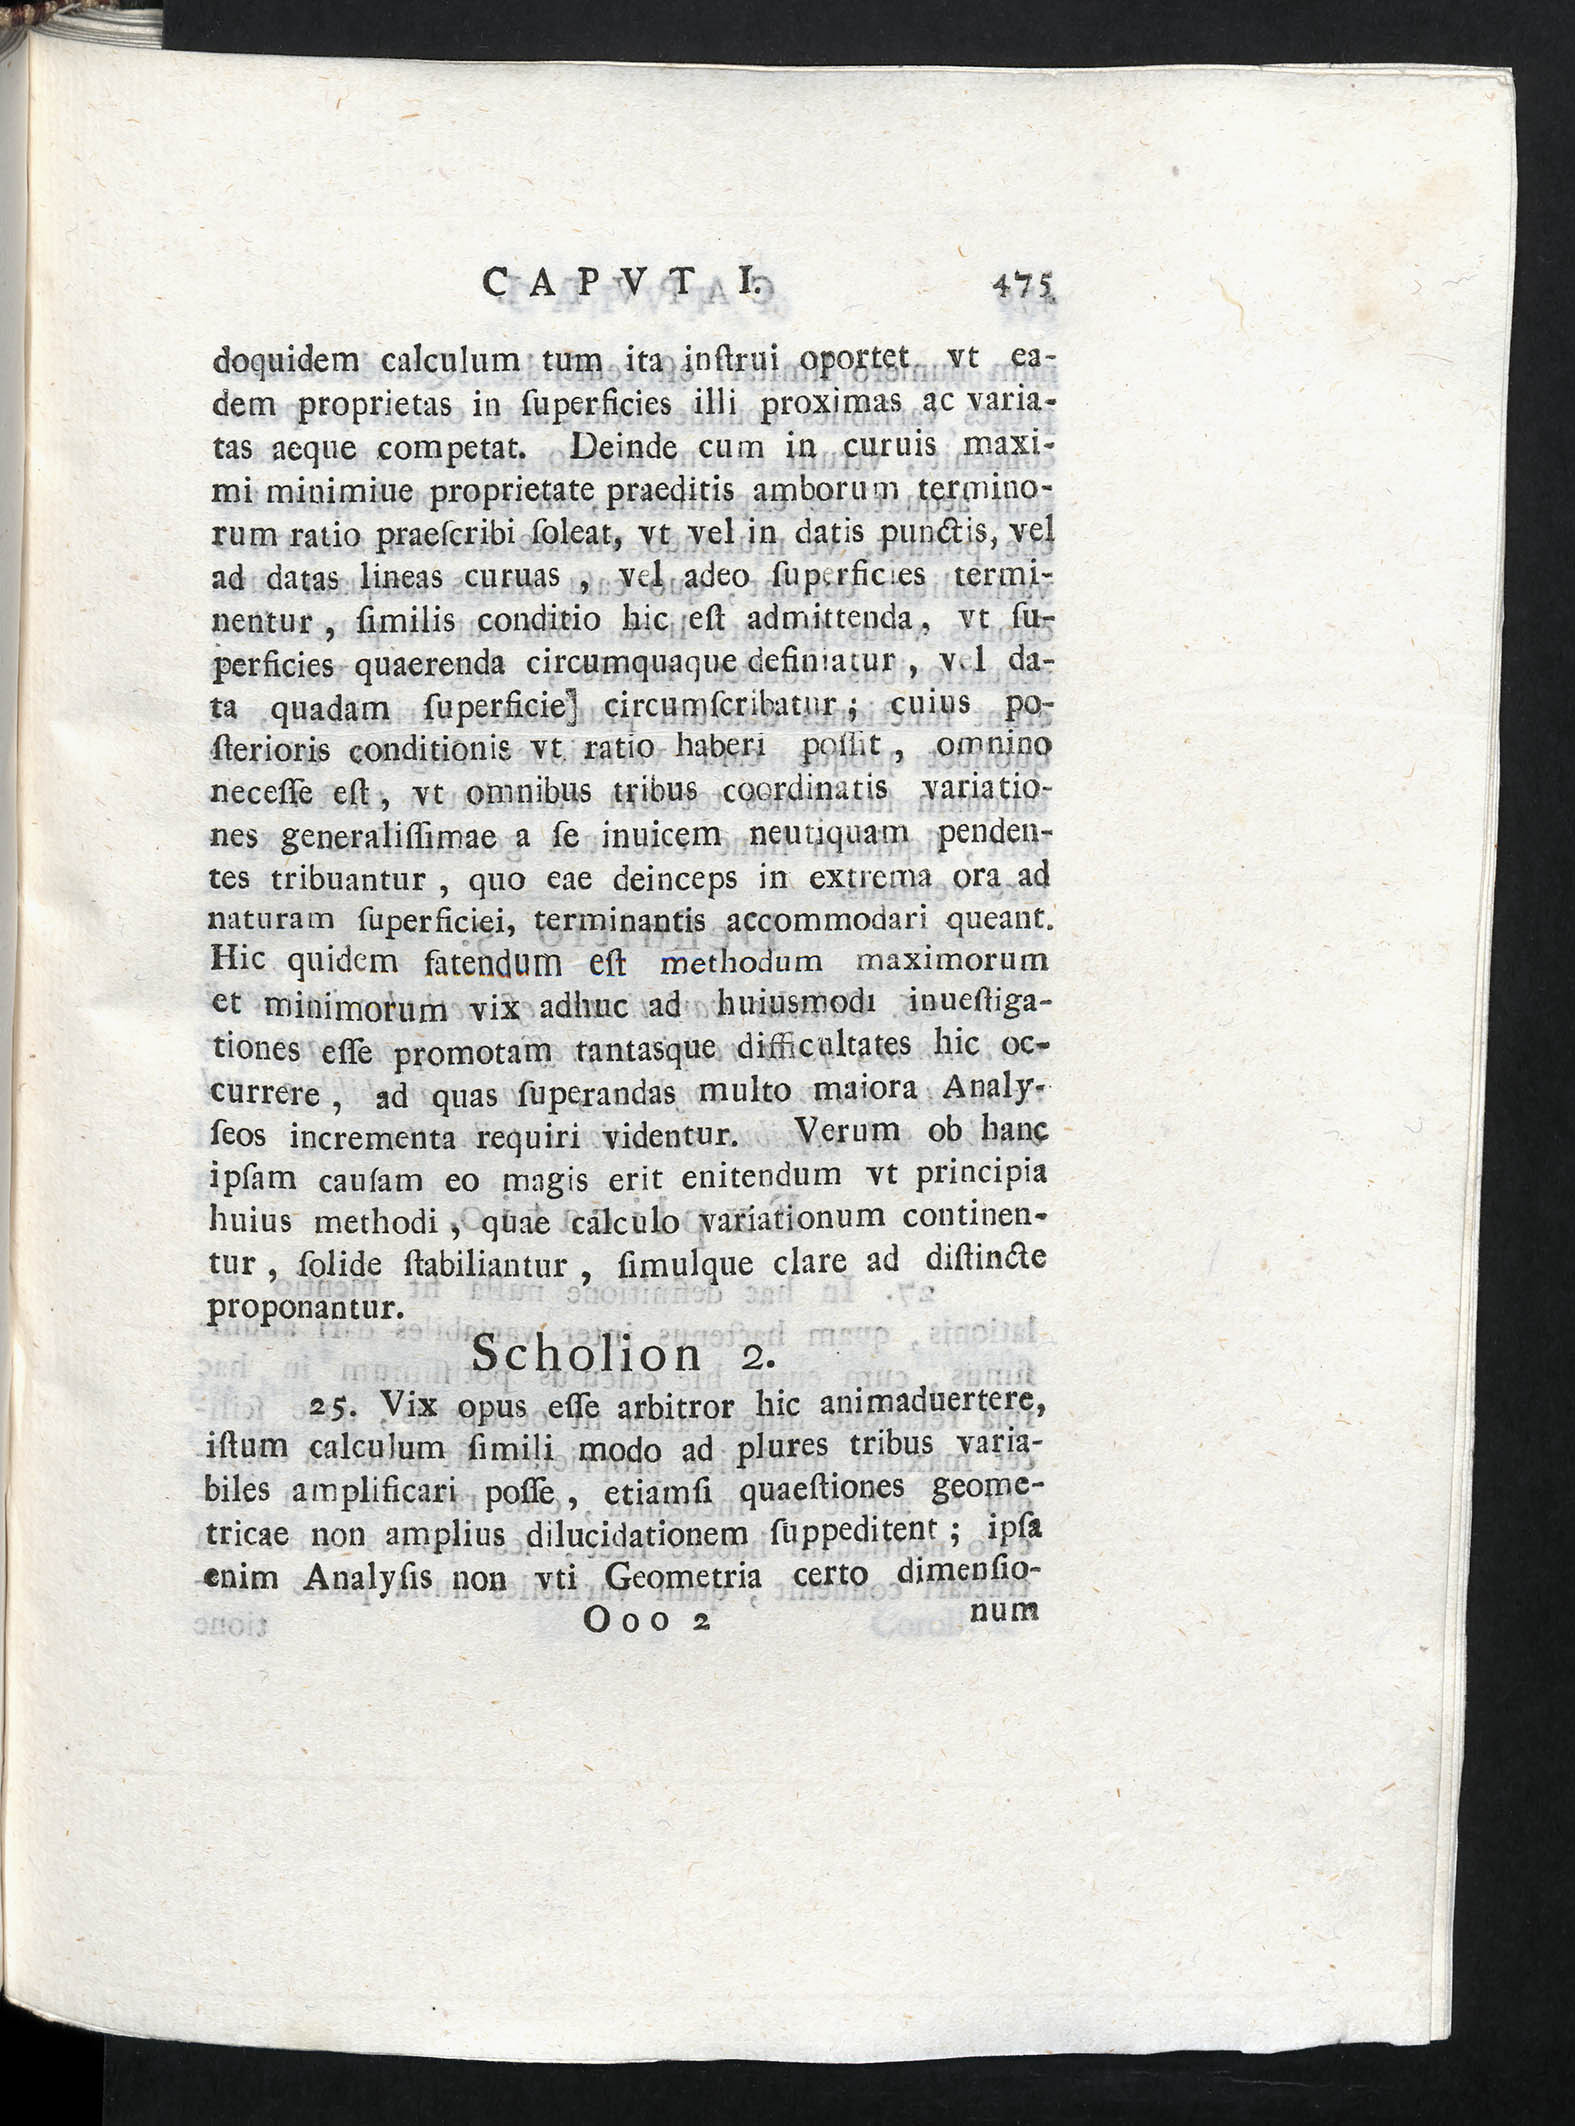 CAPVT I. 475
doquidem calculum tum ita inſtrui oportet vt ea-
dem proprietas in ſuperficies illi proximas ac varia-
tas aeque competat. Deinde cum in curuis maxi-
mi minimiue proprietate praeditis amborum termino-
rum ratio praeſcribi ſoleat, vt vel in datis punctis, vel
ad datas lineas curuas, vel adeo ſuperficies termi-
nentur, ſimilis conditio hic eſt admittenda, vt ſu-
perficies quaerenda circumquaque definiatur, vel da-
ta quadam ſuperficie] circumſcribatur; cuius po-
ſterioris conditionis vt ratio haberi poſſit, omnino
neceſſe eſt, vt omnibus tribus coordinatis variatio-
nes generaliſſimae a ſe inuicem neutiquam penden-
tes tribuantur, quo eae deinceps in extrema ora ad
naturam ſuperficiei, terminantis accommodari queant.
Hic quidem fatendum eſt methodum maximorum
et minimorum vix adhuc ad huiusmodi inueſtiga-
tiones eſſe promotam tantasque difficultates hic oc-
currere, ad quas ſuperandas multo maiora Analy-
ſeos incrementa requiri videntur. Verum ob hanc
ipſam cauſam eo magis erit enitendum vt principia
huius methodi, quae calculo variationum continen-
tur, ſolide ſtabiliantur, ſimulque clare ad diſtincte
proponantur.
Scholion 2.
25. Vix opus eſſe arbitror hic animaduertere,
iſtum calculum ſimili modo ad plures tribus varia-
biles amplificari poſſe, etiamſi quaeſtiones geome-
tricae non amplius dilucidationem ſuppeditent; ipſa
enim Analyſis non vti Geometria certo dimenſio-
Ooo 2 num